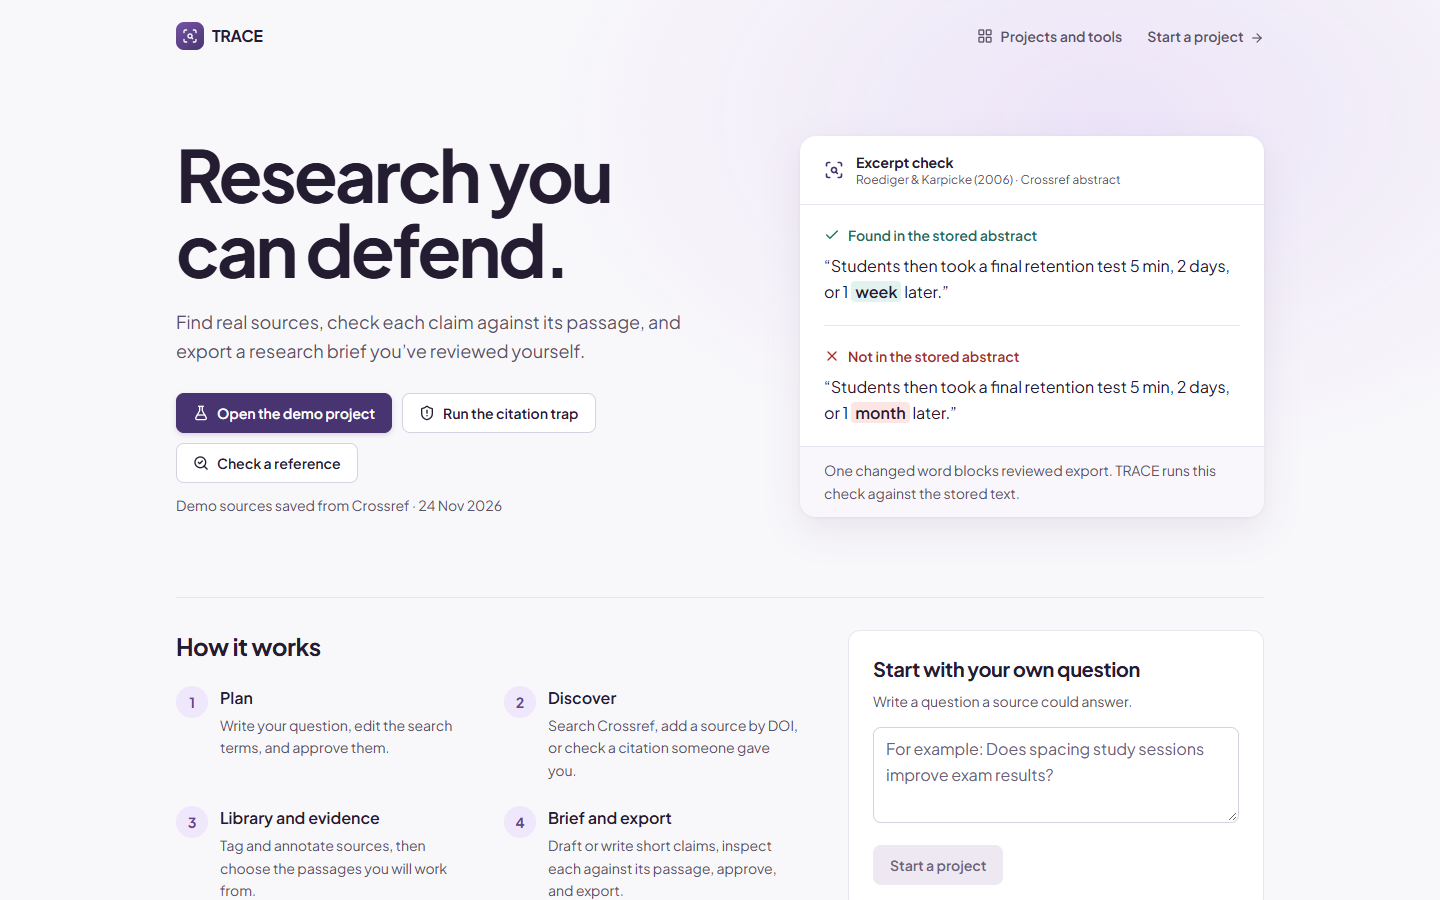 TRACE
Projects and tools
Start a project →
Research you
can defend.
Find real sources, check each claim against its passage, and
export a research brief you’ve reviewed yourself.
Open the demo project
Run the citation trap
Check a reference
Demo sources saved from Crossref · 24 Nov 2026
Excerpt check
Roediger & Karpicke (2006) · Crossref abstract
Found in the stored abstract
“Students then took a final retention test 5 min, 2 days,
or 1 week later.”
Not in the stored abstract
“Students then took a final retention test 5 min, 2 days,
or 1 month later.”
One changed word blocks reviewed export. TRACE runs this
check against the stored text.
How it works
1
Plan
Write your question, edit the search
terms, and approve them.
2
Discover
Search Crossref, add a source by DOI,
or check a citation someone gave
you.
3
Library and evidence
Tag and annotate sources, then
choose the passages you will work
from.
4
Brief and export
Draft or write short claims, inspect
each against its passage, approve,
and export.
Start with your own question
Write a question a source could answer.
For example: Does spacing study sessions
improve exam results?
Start a project